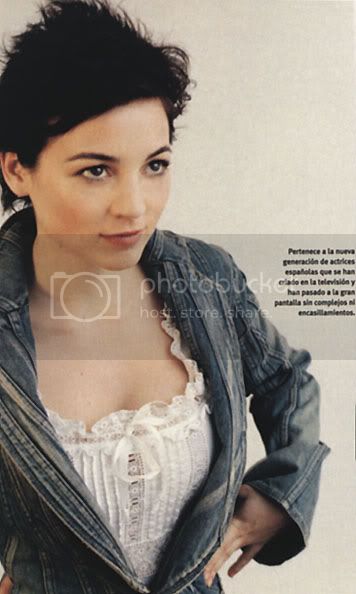 Pertenece a la nueva
generación de actrices
españolas que se han
criado en la televisión y
han pasado a la gran
pantalla sin complejos ni
encasillamientos.
photobucket
host. store. share.